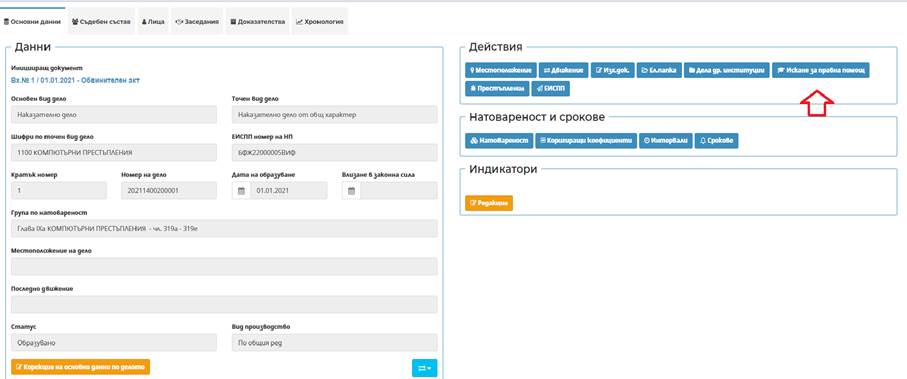 Основни данни Съдебен състав Лица Заседания Доказателства Хронология
Данни
Иницииращ документ
Вх.№ 1 / 01.01.2021 - Обвинителен акт
Основен вид дело Точен вид дело
Наказателно дело Наказателно дело от общ характер
Шифри по точен вид дело ЕИСПП номер на НП
1100 КОМПЮТЪРНИ ПРЕСТЪПЛЕНИЯ БФЖ22000005ВИФ
Кратък номер Номер на дело Дата на образуване Влизане в законна сила
1 20211400200001 01.01.2021
Група по натовареност
Глава IXа КОМПЮТЪРНИ ПРЕСТЪПЛЕНИЯ - чл. 319а - 319е
Местоположение на дело
Последно движение
Статус Вид производство
Образувано По общия ред
Корекция на основни данни по делото
Действия
Местоположение Движение Изх.док. Ел.папка Дела др. институции Искане за правна помощ
Престъпления ЕИСПП
Натовареност и срокове
Натовареност Коригиращи коефициенти Интервали Срокове
Индикатори
Редакция